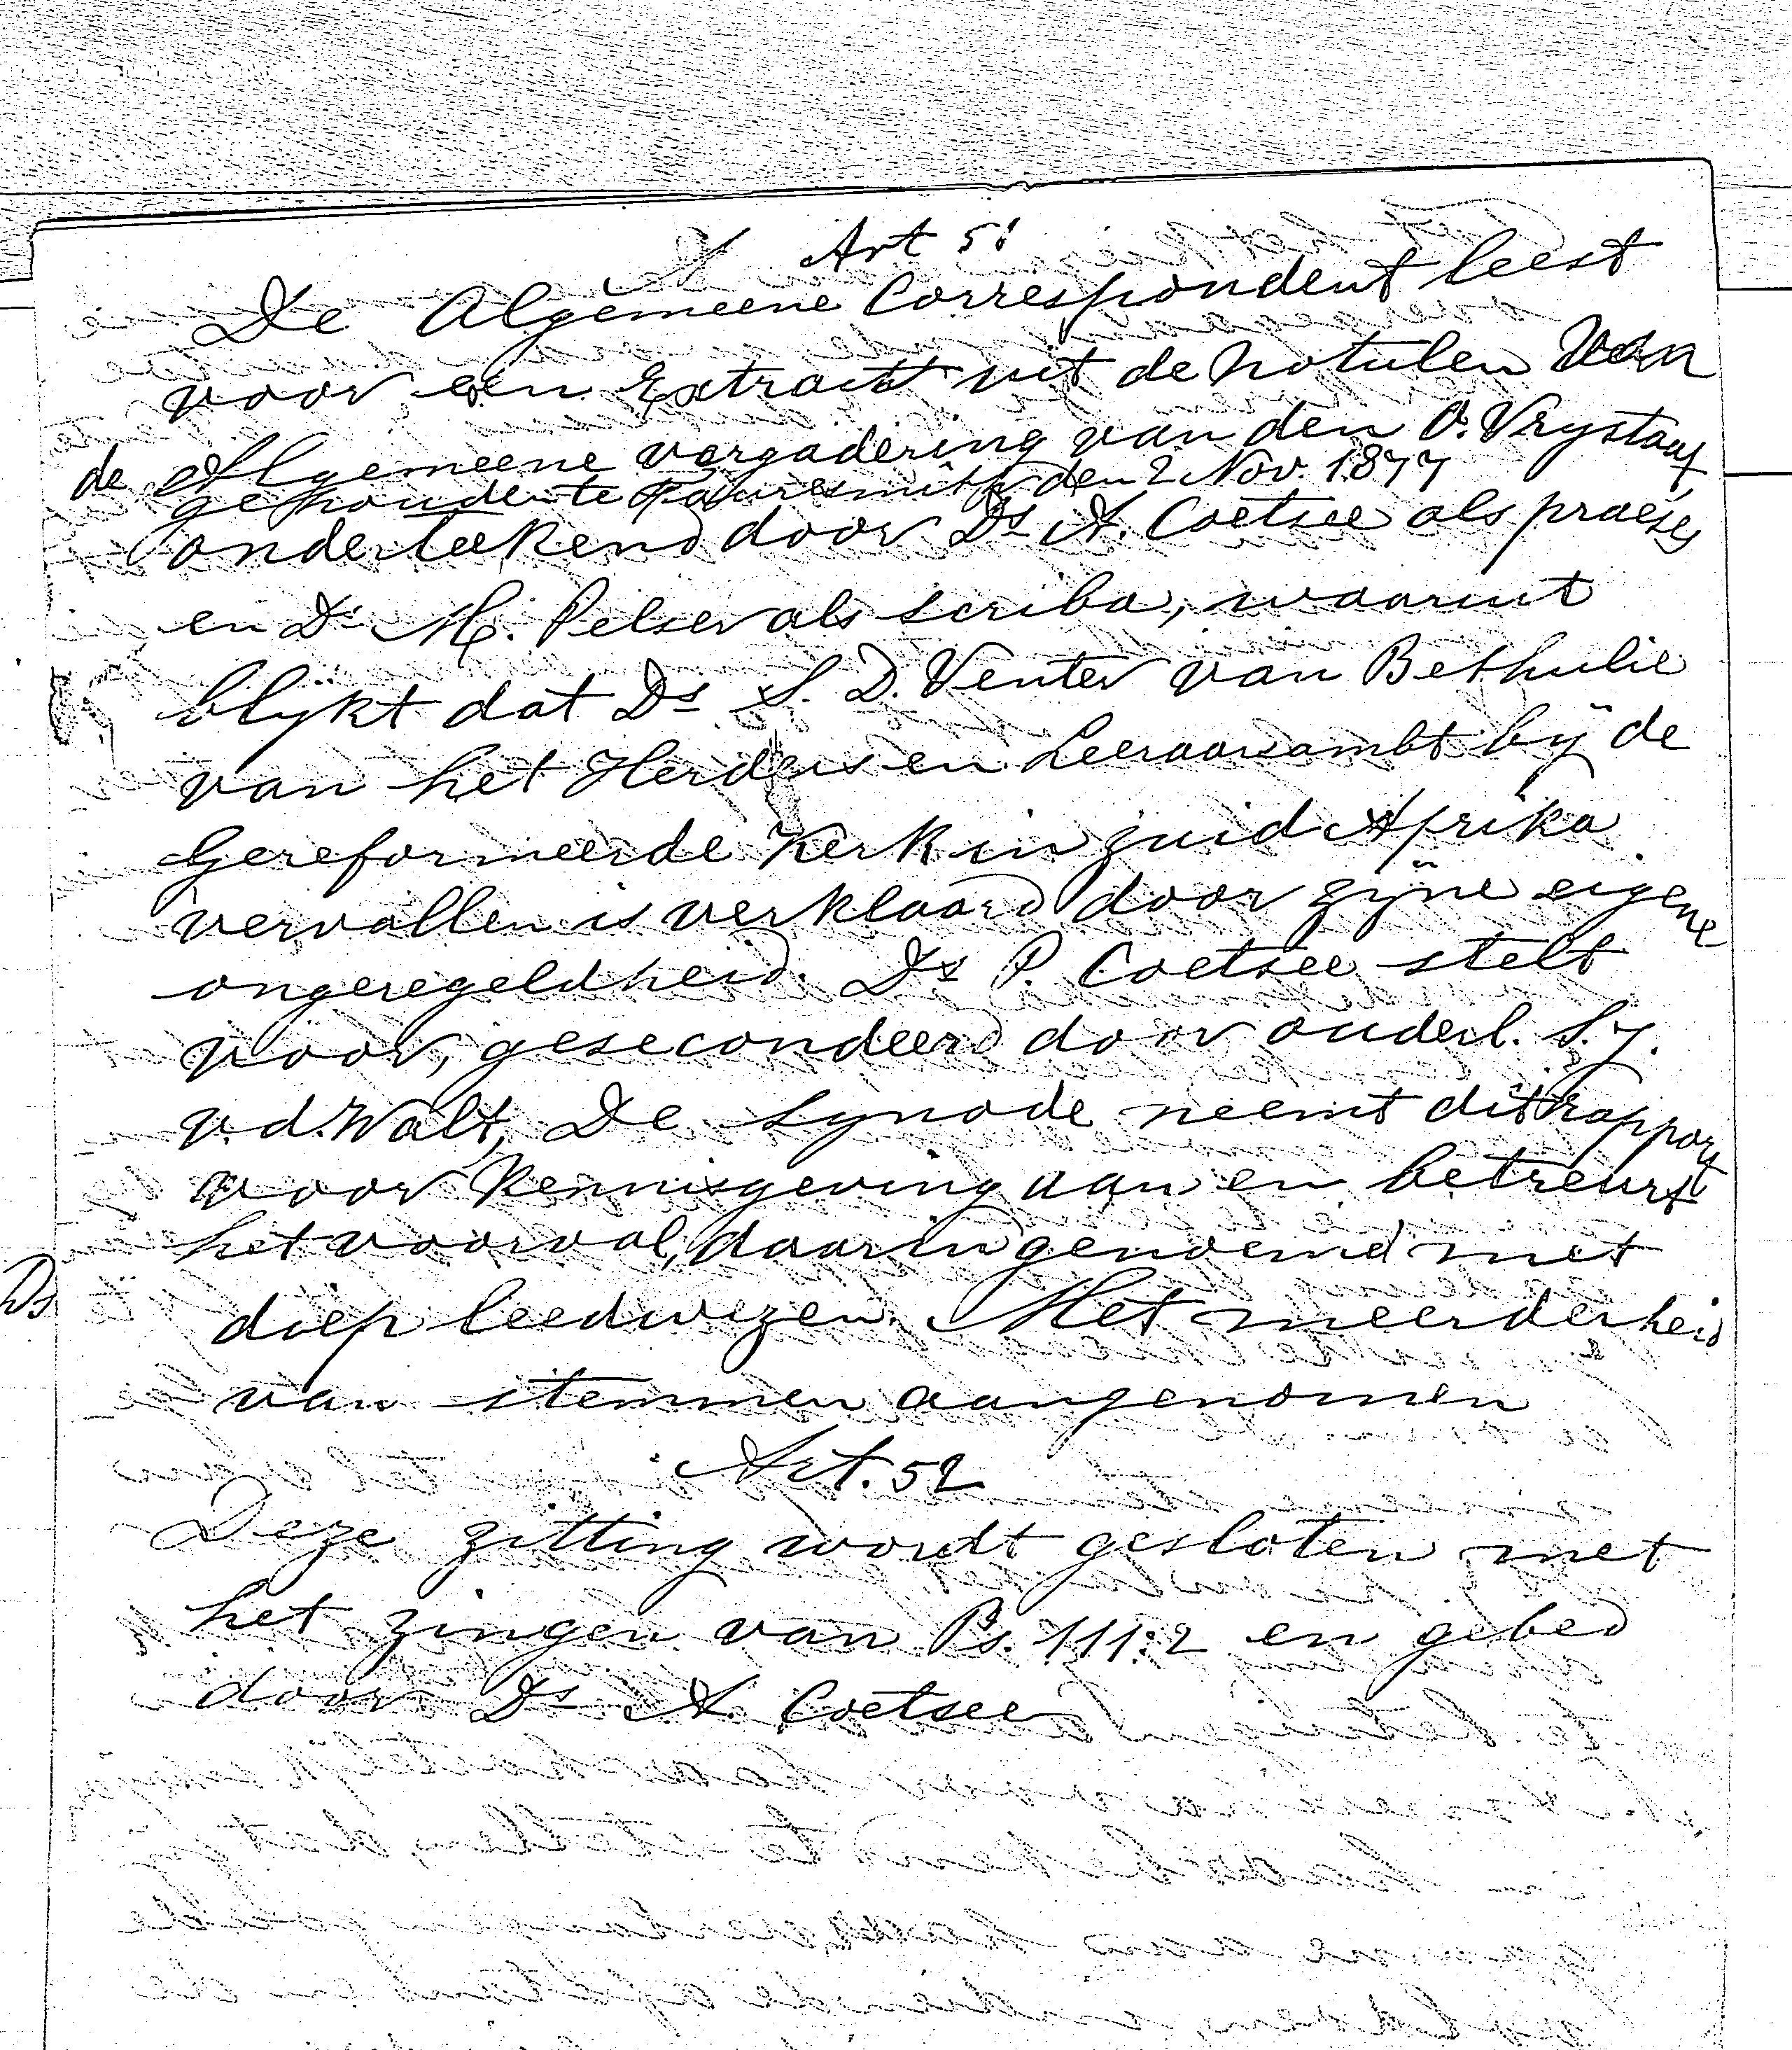 Art 51
De Algemeene Correspondent leest
voor een Extract uit de notulen van
de Algemeene vergadering van den O. Vrystaat,
gehouden te Fauresmith den 2 Nov. 1877
onderteekend door Ds A. Coetsee als praeses
en Ds M. Pelser als scriba, waaruit
blijkt dat Ds S. D. Venter van Bethulie
van het Herders en Leeraarsambt bij de
Gereformeerde Kerk in Zuid Afrika
vervallen is verklaard door zijne eigene
ongeregeldheid. Ds P. Coetsee stelt
voor, gesecondeerd door ouderl. S. J.
v.d. Walt, De Synode neemt dit rapport
voor kennisgeving aan en betreurt
het voorval, daarin genoemd met
Ds
diep leedwezen. Met meerderheid
van stemmen aangenomen
Art. 52
Deze zitting wordt gesloten met
het zingen van Ps. 111:2 en gebed
door Ds A. Coetsee